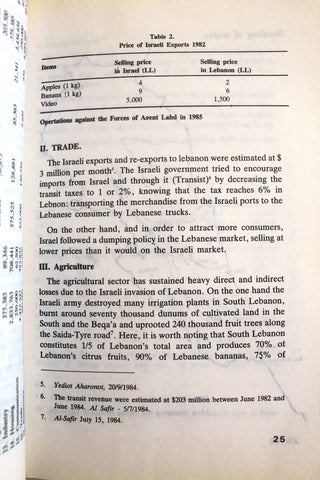 Table 2.
Price of Israeli Exports 1982
Items Selling price in Israel (LL) Selling price in Lebanon (LL)
Apples (1 kg) 4 2
Banana (1 kg) 9 6
Video 5.000 1,500
Opertations against the Forces of Arent Lahd in 1985
II. TRADE.
The Israeli exports and re-exports to lebanon were estimated at $
3 million per month⁵. The Israeli government tried to encourage
imports from Israel and through it (Transist)⁶ by decreasing the
transit taxes to 1 or 2%, knowing that the tax reaches 6% in
Lebnon: transporting the merchandise from the Israeli ports to the
Lebanese consumer by Lebanese trucks.
On the other hand, and in order to attract more consumers,
Israel followed a dumping policy in the Lebanese market, selling at
lower prices than it would on the Israeli market.
III. Agriculture
The agricultural sector has sustained heavy direct and indirect
losses due to the Israeli invasion of Lebanon. On the one hand the
Israeli army destroyed many irrigation plants in South Lebanon,
burnt around seventy thousand dunums of cultivated land in the
South and the Beqa'a and uprooted 240 thousand fruit trees along
the Saida-Tyre road⁷. Here, it is worth noting that South Lebanon
constitutes 1/5 of Lebanon's total area and produces 70% of
Lebanon's citrus fruits, 90% of Lebanese bananas, 75% of
5. Yediot Aharonot, 20/9/1984.
6. The transit revenue were estimated at $203 million between June 1982 and
June 1984. Al Safir - 5/7/1984.
7. Al-Safir July 15, 1984.
25